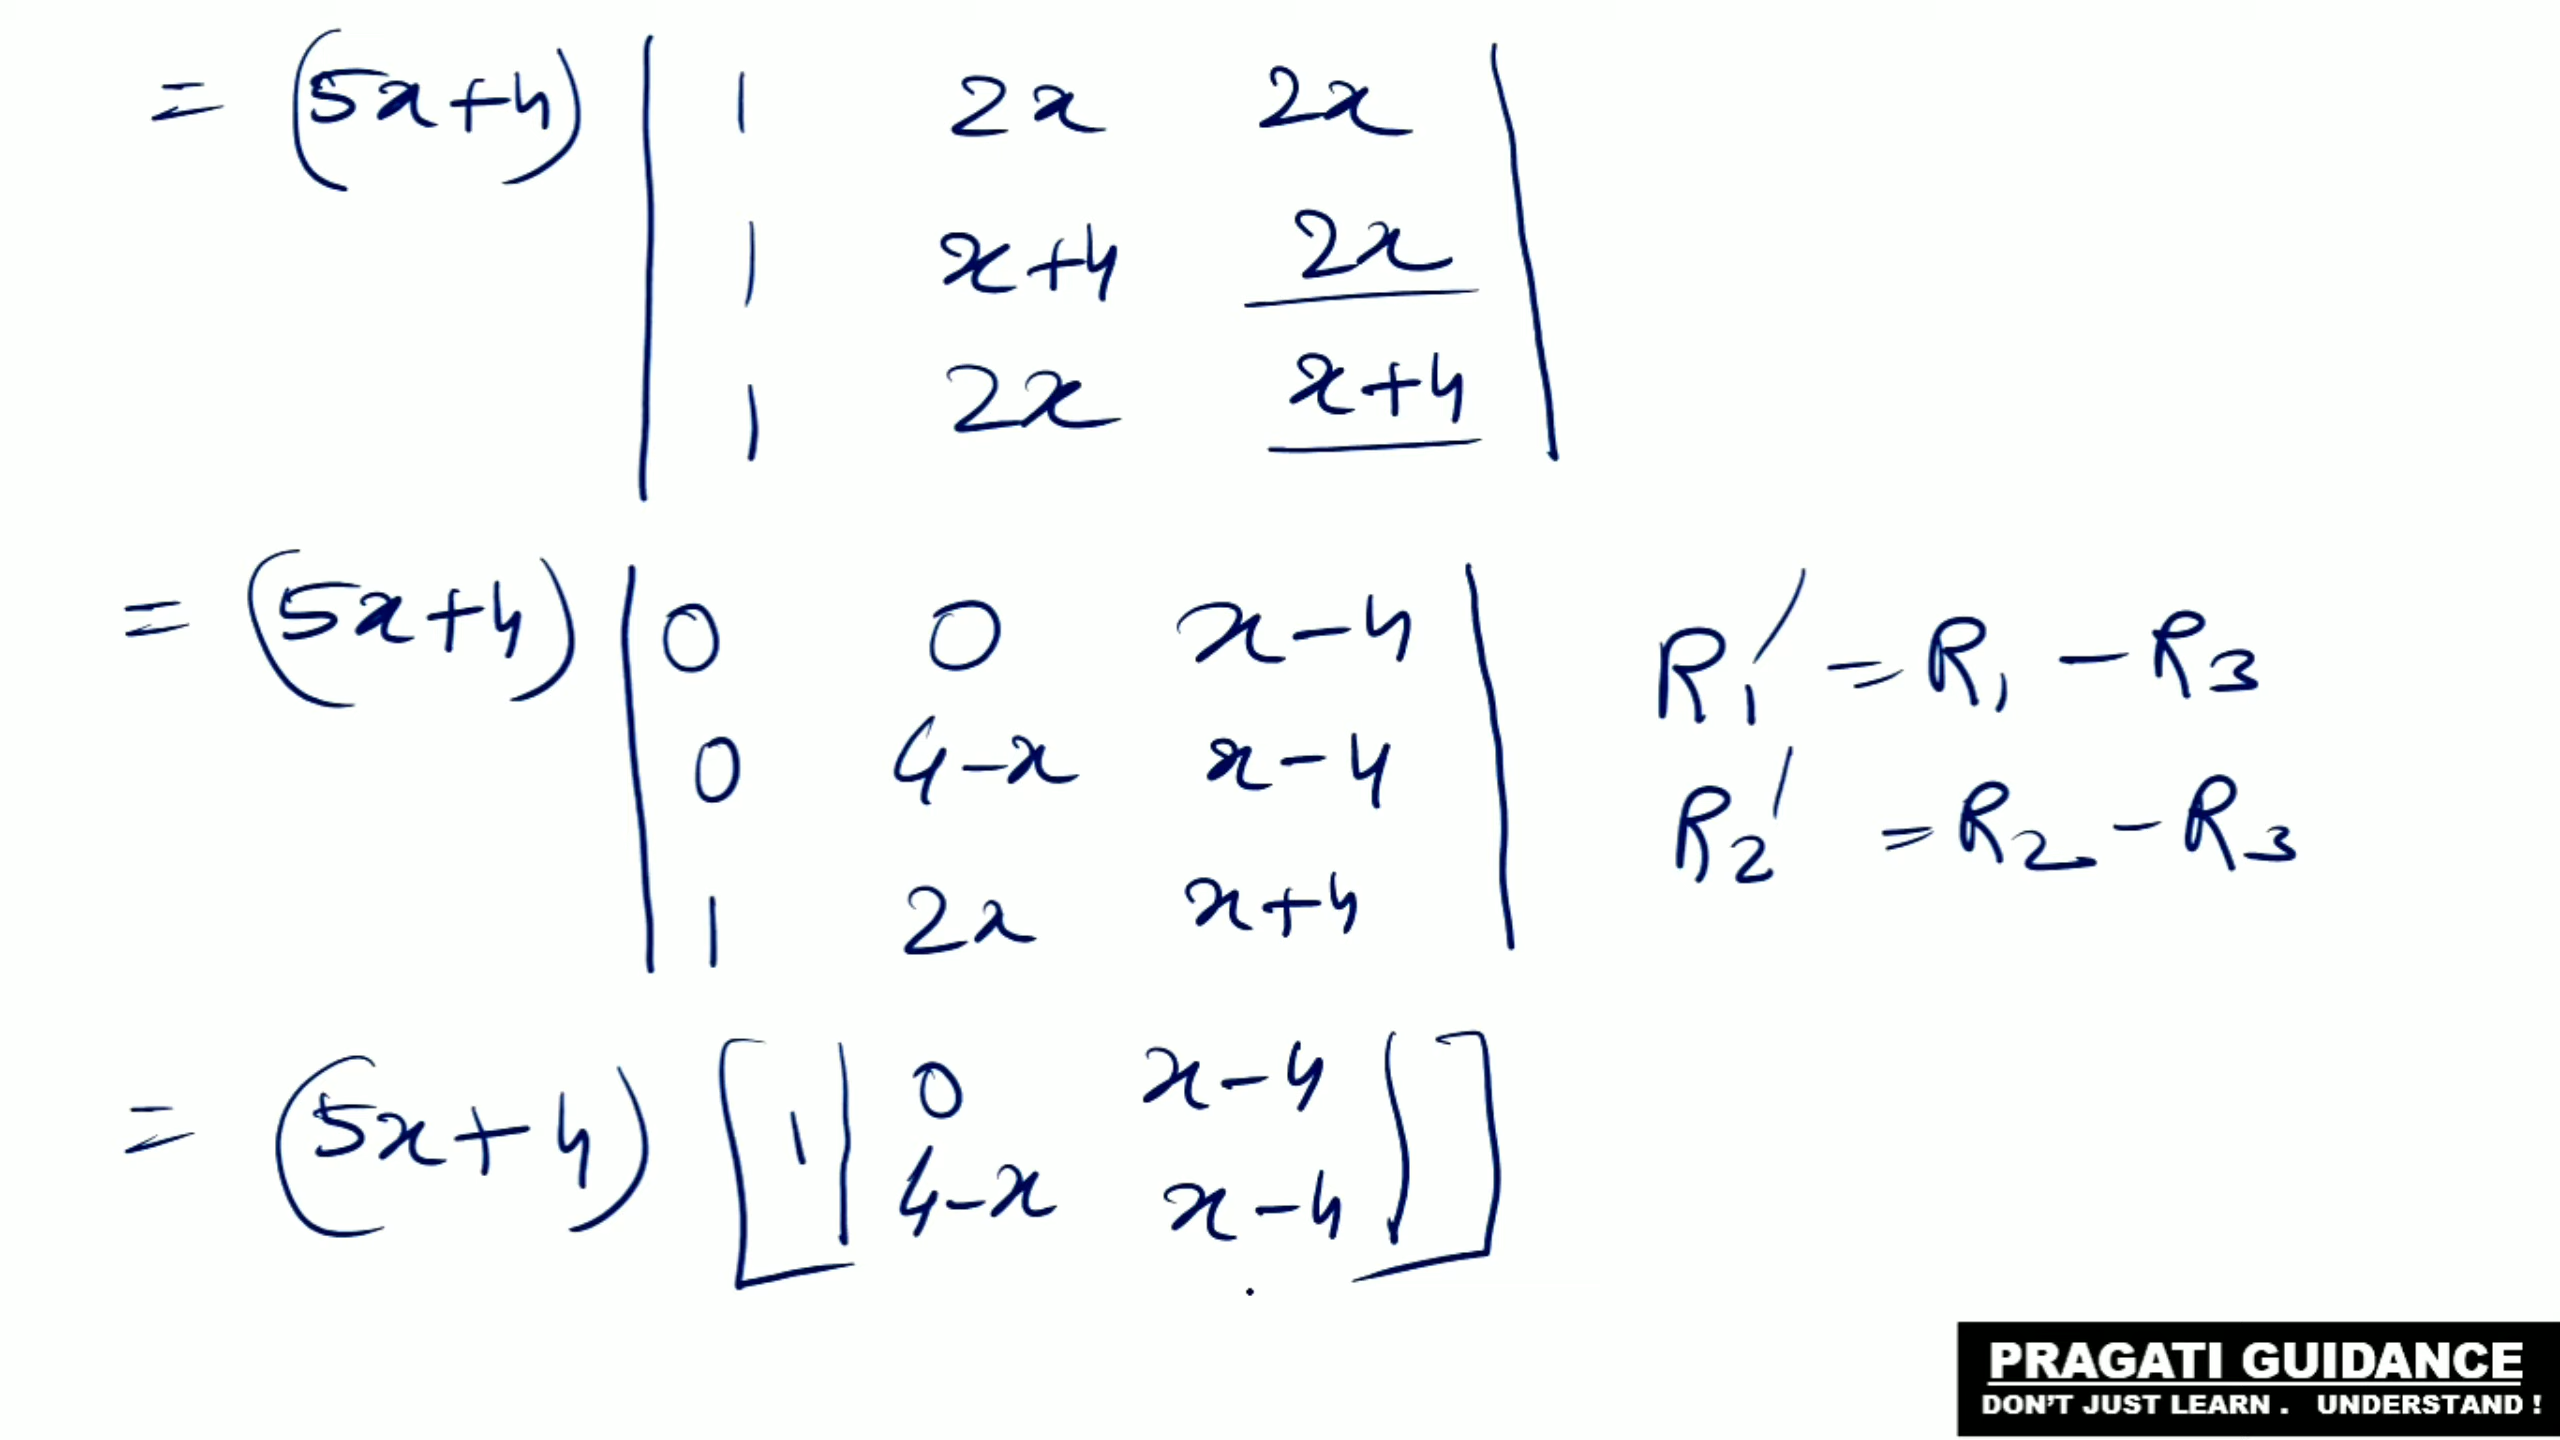 = (5x+4) | 1 2x 2x |
| 1 x+4 2x |
| 1 2x x+4 |
= (5x+4) | 0 0 x-4 | R₁' = R₁ - R₃
| 0 4-x x-4 | R₂' = R₂ - R₃
| 1 2x x+4 |
= (5x+4) [ 1 | 0 x-4 | ]
| 4-x x-4 |
PRAGATI GUIDANCE
DON'T JUST LEARN . UNDERSTAND !